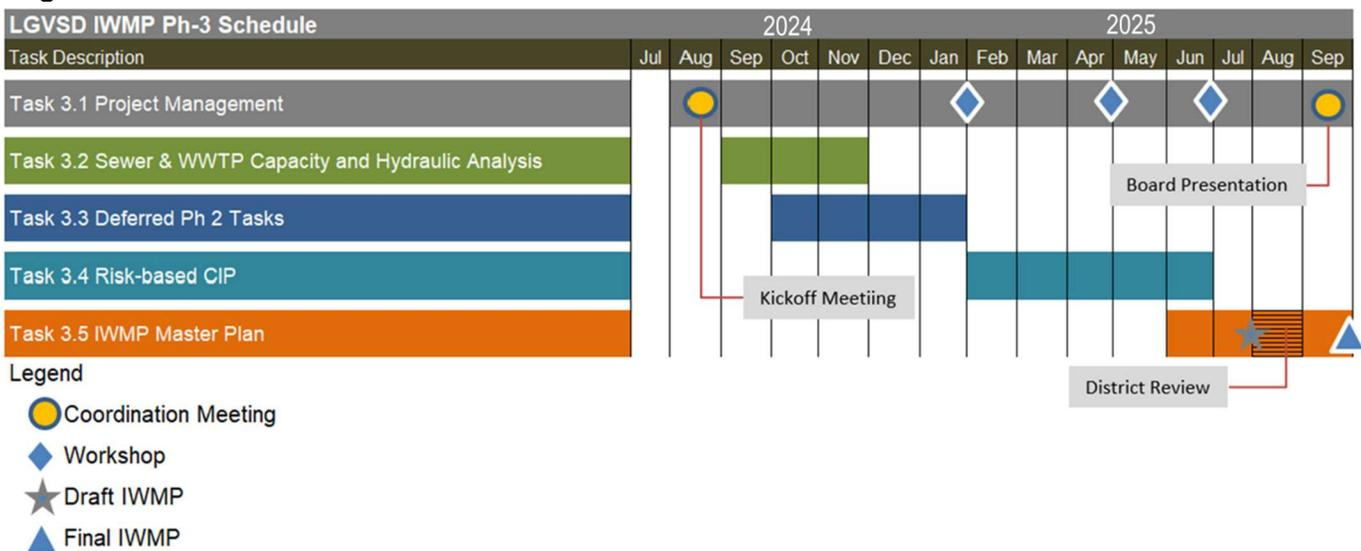 LGVSD IWMP Ph-3 Schedule 2024 2025
Task Description Jul Aug Sep Oct Nov Dec Jan Feb Mar Apr May Jun Jul Aug Sep
Task 3.1 Project Management
Task 3.2 Sewer & WWTP Capacity and Hydraulic Analysis
Board Presentation
Task 3.3 Deferred Ph 2 Tasks
Task 3.4 Risk-based CIP
Kickoff Meetiing
Task 3.5 IWMP Master Plan
Legend
District Review
Coordination Meeting
Workshop
Draft IWMP
Final IWMP